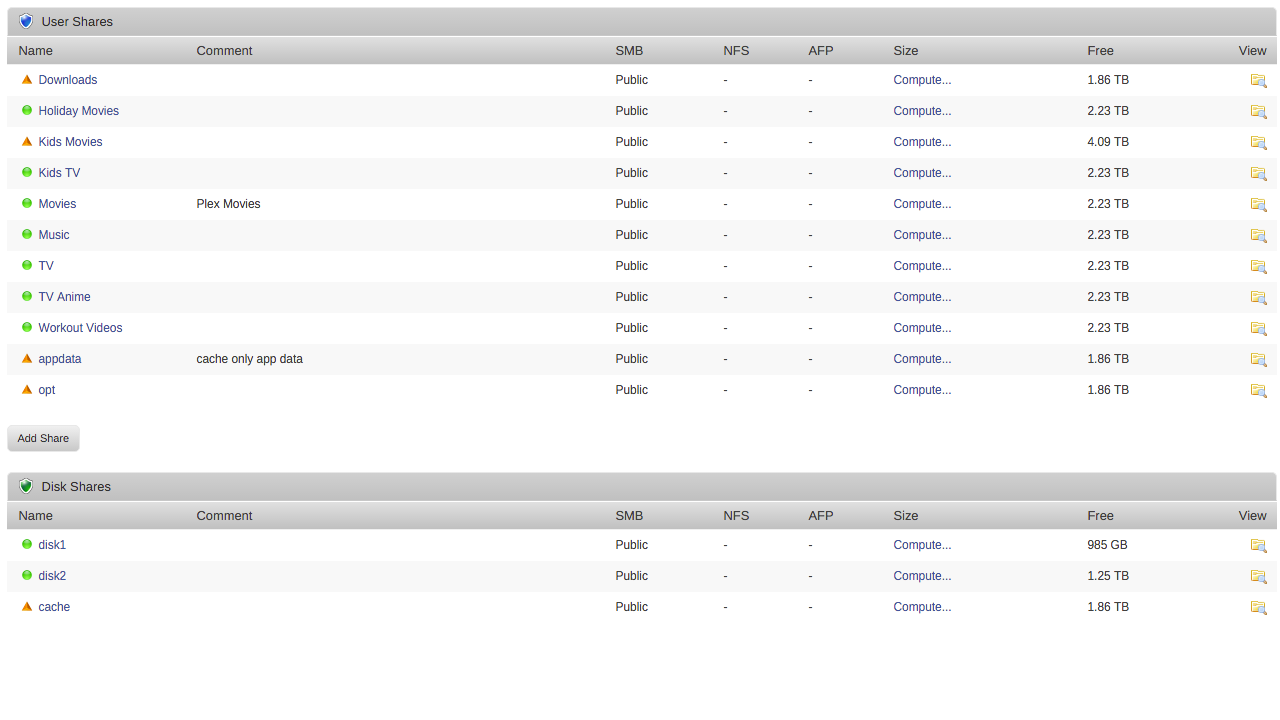 User Shares
Name Comment SMB NFS AFP Size Free View
Downloads Public - - Compute... 1.86 TB
Holiday Movies Public - - Compute... 2.23 TB
Kids Movies Public - - Compute... 4.09 TB
Kids TV Public - - Compute... 2.23 TB
Movies Plex Movies Public - - Compute... 2.23 TB
Music Public - - Compute... 2.23 TB
TV Public - - Compute... 2.23 TB
TV Anime Public - - Compute... 2.23 TB
Workout Videos Public - - Compute... 2.23 TB
appdata cache only app data Public - - Compute... 1.86 TB
opt Public - - Compute... 1.86 TB
Add Share
Disk Shares
Name Comment SMB NFS AFP Size Free View
disk1 Public - - Compute... 985 GB
disk2 Public - - Compute... 1.25 TB
cache Public - - Compute... 1.86 TB